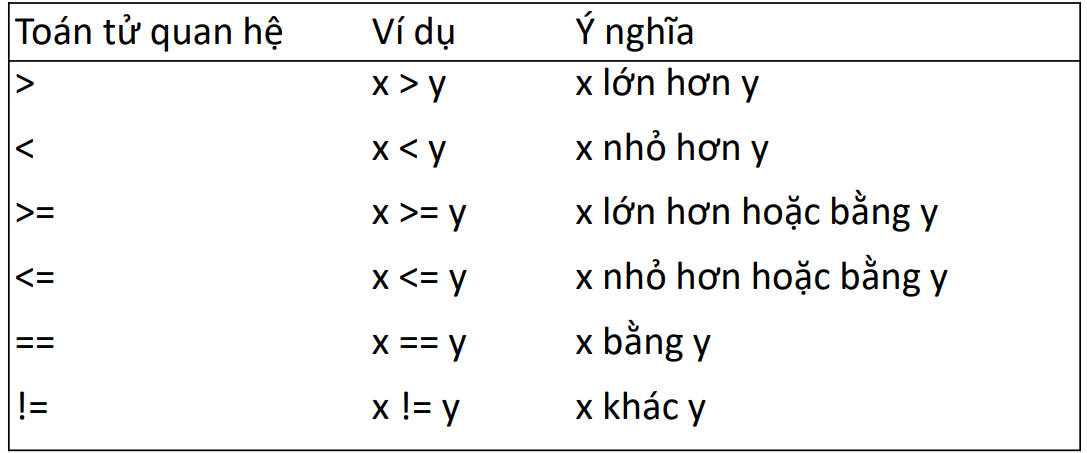 Toán tử quan hệ Ví dụ Ý nghĩa
> x > y x lớn hơn y
< x < y x nhỏ hơn y
>= x >= y x lớn hơn hoặc bằng y
<= x <= y x nhỏ hơn hoặc bằng y
== x == y x bằng y
!= x != y x khác y